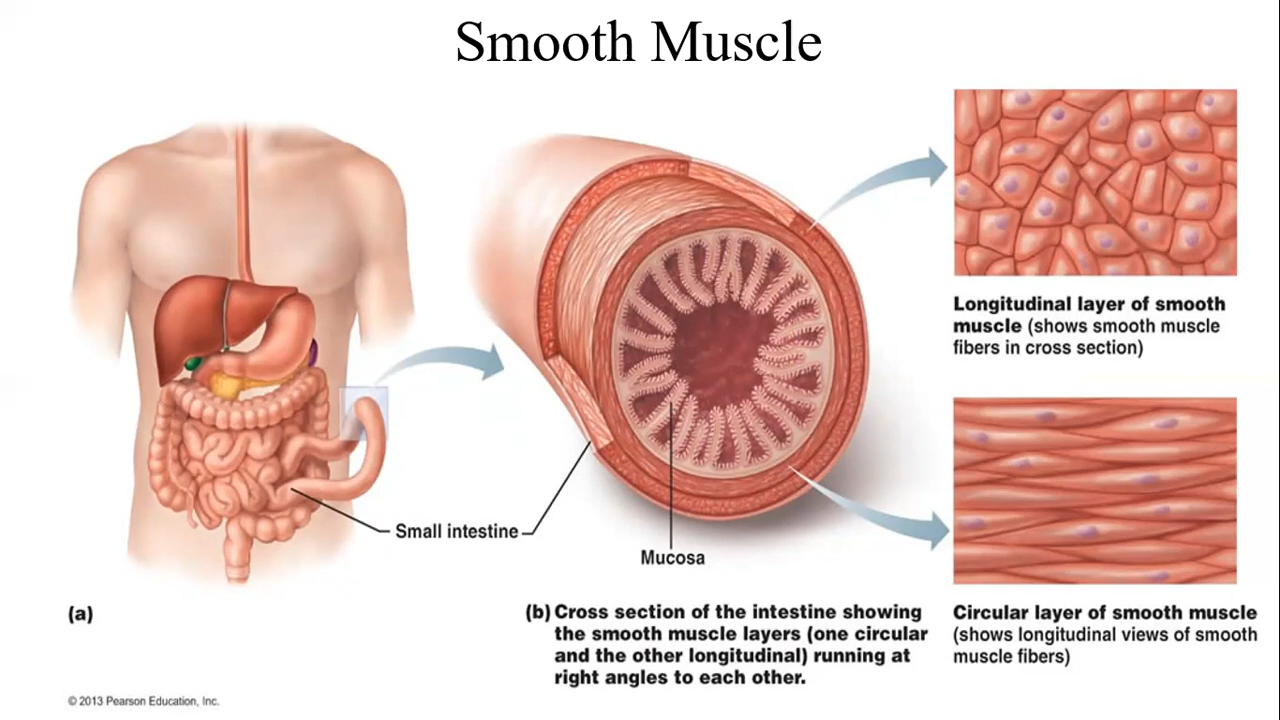 Smooth Muscle
Longitudinal layer of smooth
muscle (shows smooth muscle
fibers in cross section)
Small intestine
Mucosa
(a)
(b) Cross section of the intestine showing
the smooth muscle layers (one circular
and the other longitudinal) running at
right angles to each other.
Circular layer of smooth muscle
(shows longitudinal views of smooth
muscle fibers)
© 2013 Pearson Education, Inc.